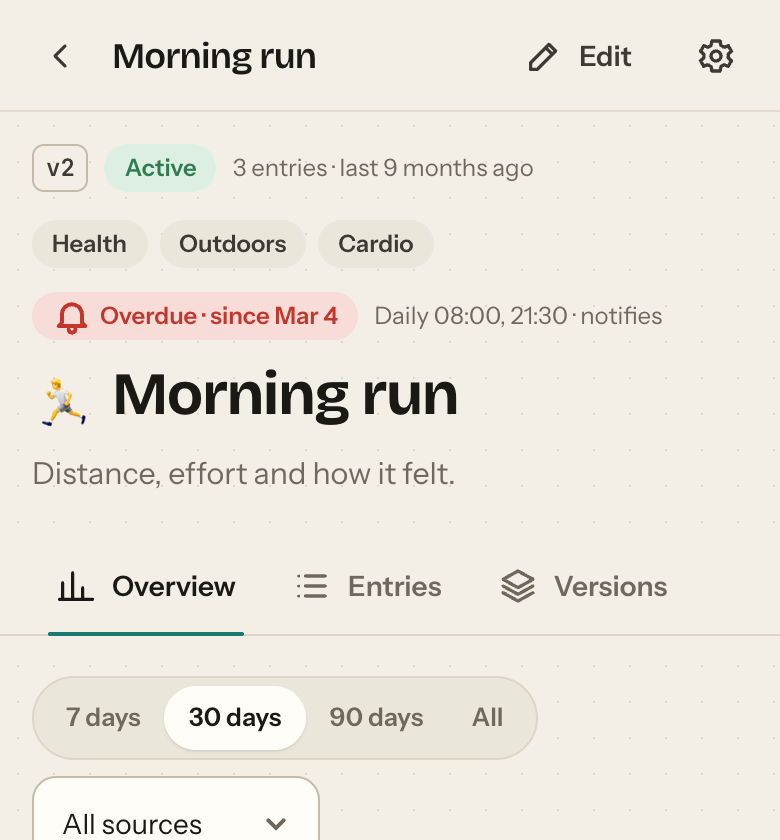 Morning run Edit
v2 Active 3 entries · last 9 months ago
Health Outdoors Cardio
Overdue · since Mar 4 Daily 08:00, 21:30 · notifies
Morning run
Distance, effort and how it felt.
Overview Entries Versions
7 days 30 days 90 days All
All sources